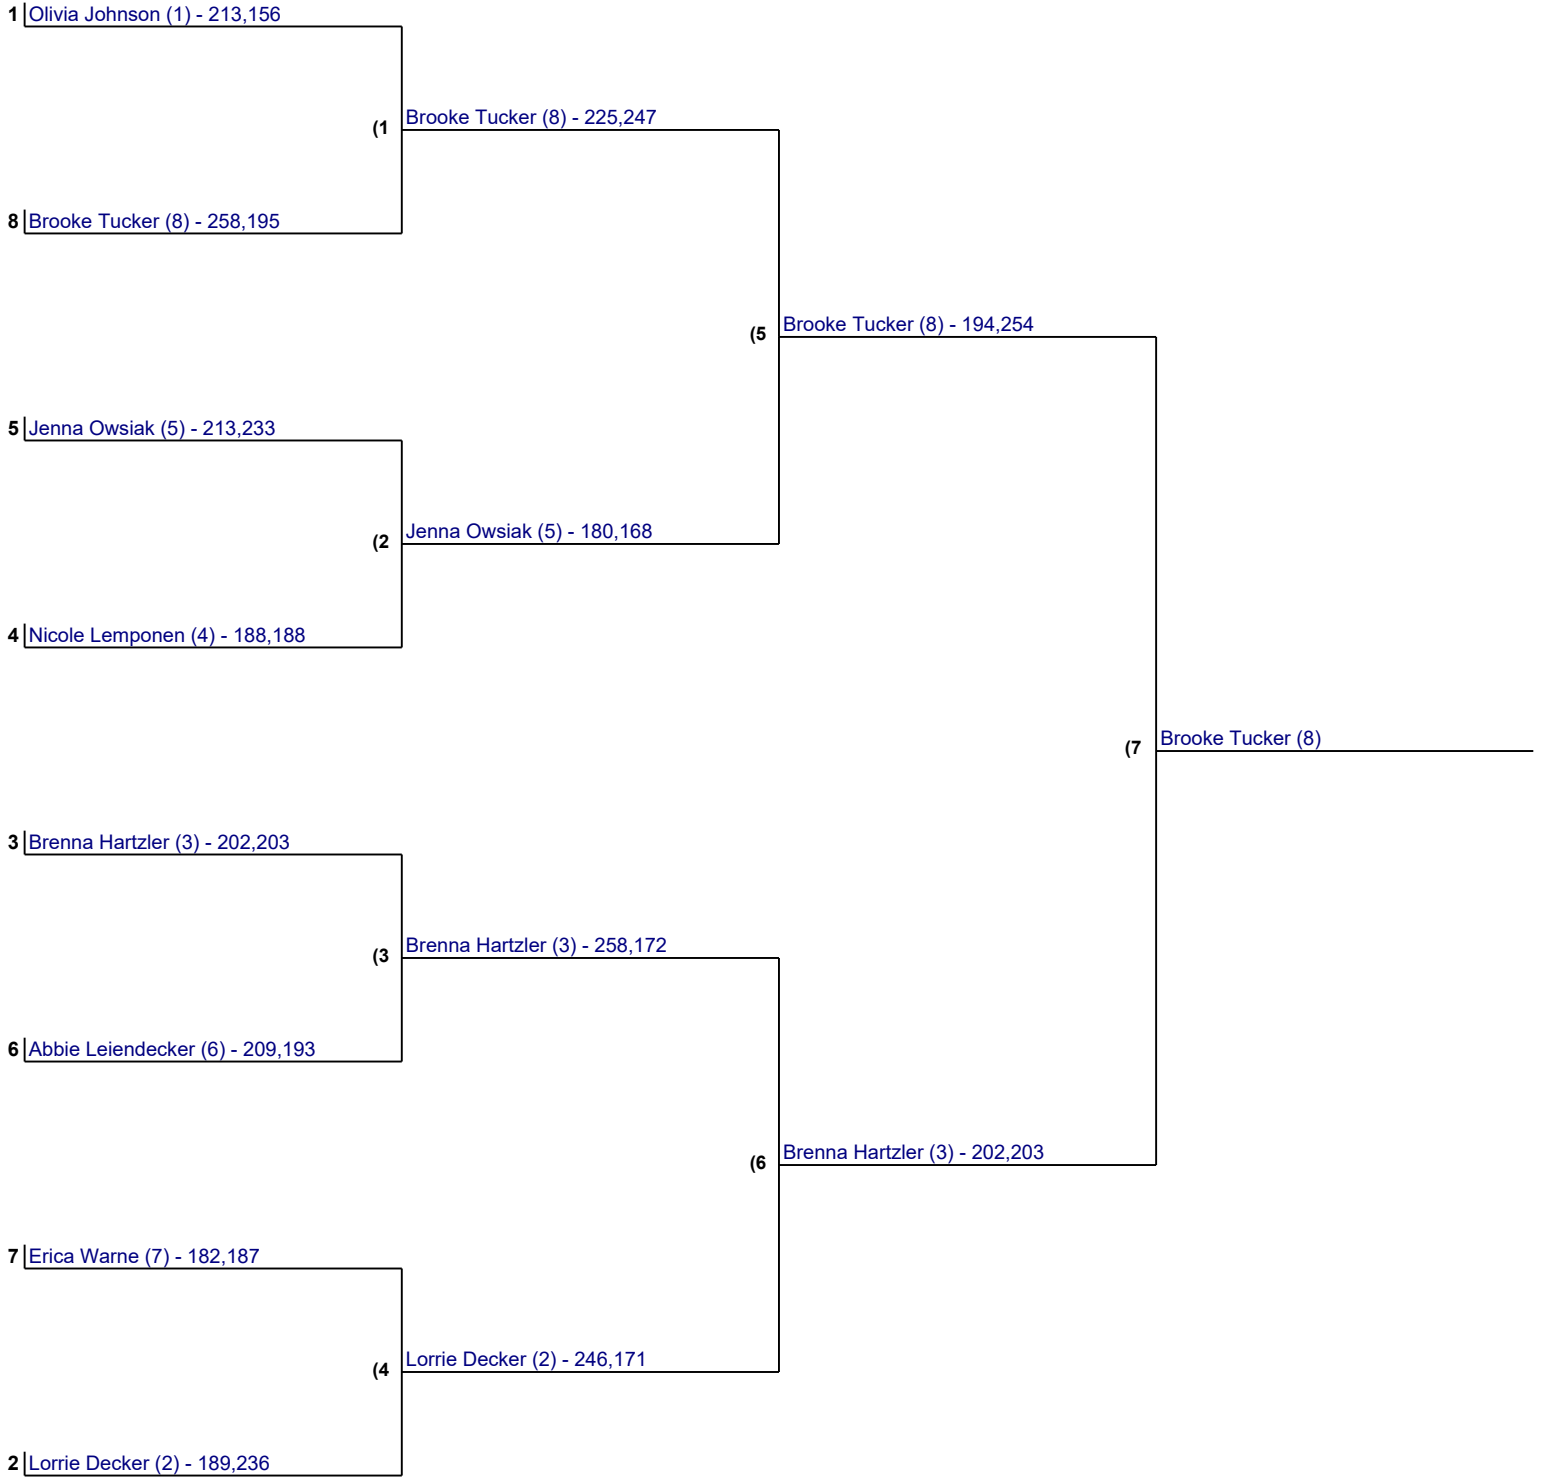 1 Olivia Johnson (1) - 213,156
(1 Brooke Tucker (8) - 225,247
8 Brooke Tucker (8) - 258,195
(5 Brooke Tucker (8) - 194,254
5 Jenna Owsiak (5) - 213,233
(2 Jenna Owsiak (5) - 180,168
4 Nicole Lemponen (4) - 188,188
(7 Brooke Tucker (8)
3 Brenna Hartzler (3) - 202,203
(3 Brenna Hartzler (3) - 258,172
6 Abbie Leiendecker (6) - 209,193
(6 Brenna Hartzler (3) - 202,203
7 Erica Warne (7) - 182,187
(4 Lorrie Decker (2) - 246,171
2 Lorrie Decker (2) - 189,236